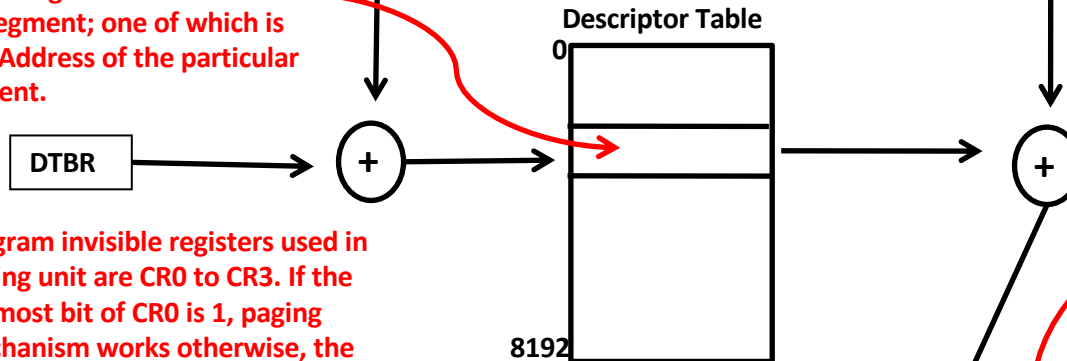 egment; one of which is
Address of the particular
ent.
Descriptor Table
0
DTBR
+
+
gram invisible registers used in
ng unit are CR0 to CR3. If the
most bit of CR0 is 1, paging
chanism works otherwise, the
8192